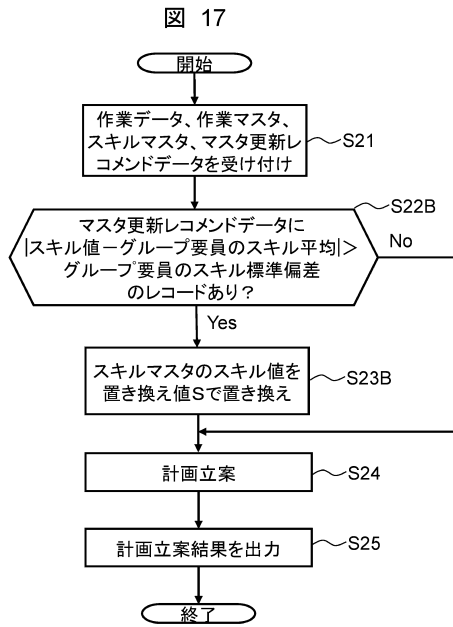 図 17
開始
作業データ、作業マスタ、
スキルマスタ、マスタ更新レ
コメンドデータを受け付け
S21
S22B
マスタ更新レコメンドデータに
|スキル値－グループ要員のスキル平均|＞
グループ要員のスキル標準偏差
のレコードあり？
No
Yes
スキルマスタのスキル値を
置き換え値Sで置き換え
S23B
計画立案
S24
計画立案結果を出力
S25
終了